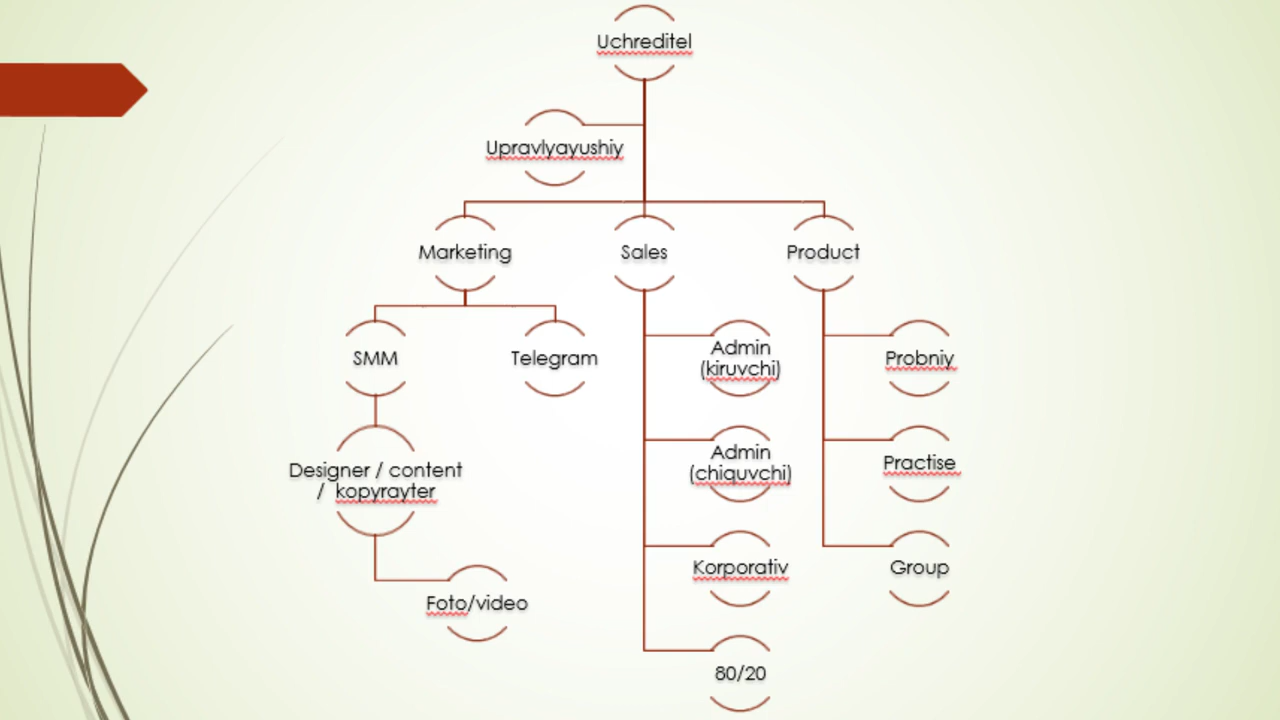 Uchreditel
Upravlyayushiy
Marketing
Sales
Product
SMM
Telegram
Admin
(kiruvchi)
Probniy
Designer / content
/ kopyrayter
Admin
(chiquvchi)
Practise
Foto/video
Korporativ
Group
80/20